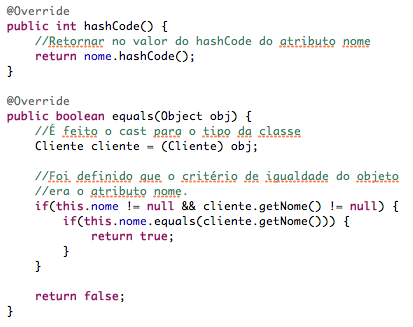 @Override
public int hashCode() {
    //Retornar no valor do hashCode do atributo nome
    return nome.hashCode();
}

@Override
public boolean equals(Object obj) {
    //É feito o cast para o tipo da classe
    Cliente cliente = (Cliente) obj;

    //Foi definido que o critério de igualdade do objeto
    //era o atributo nome.
    if(this.nome != null && cliente.getNome() != null) {
        if(this.nome.equals(cliente.getNome())) {
            return true;
        }
    }

    return false;
}